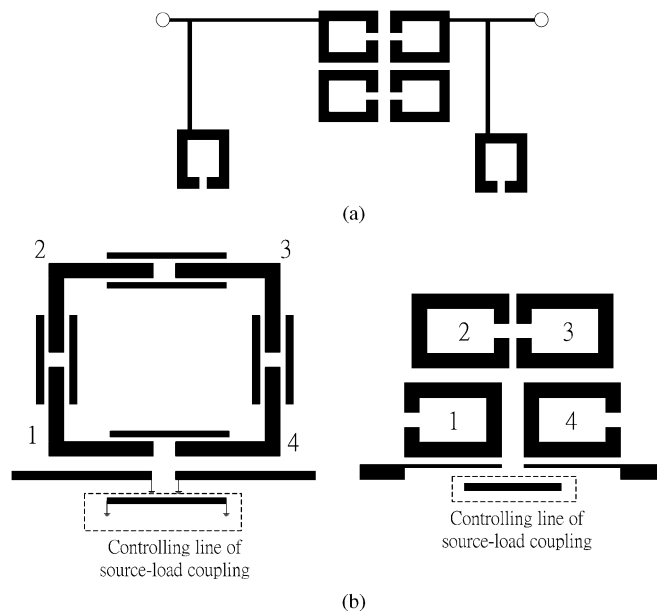 (a)
2 3
2 3
1 4
1 4
Controlling line of
source-load coupling
Controlling line of
source-load coupling
(b)